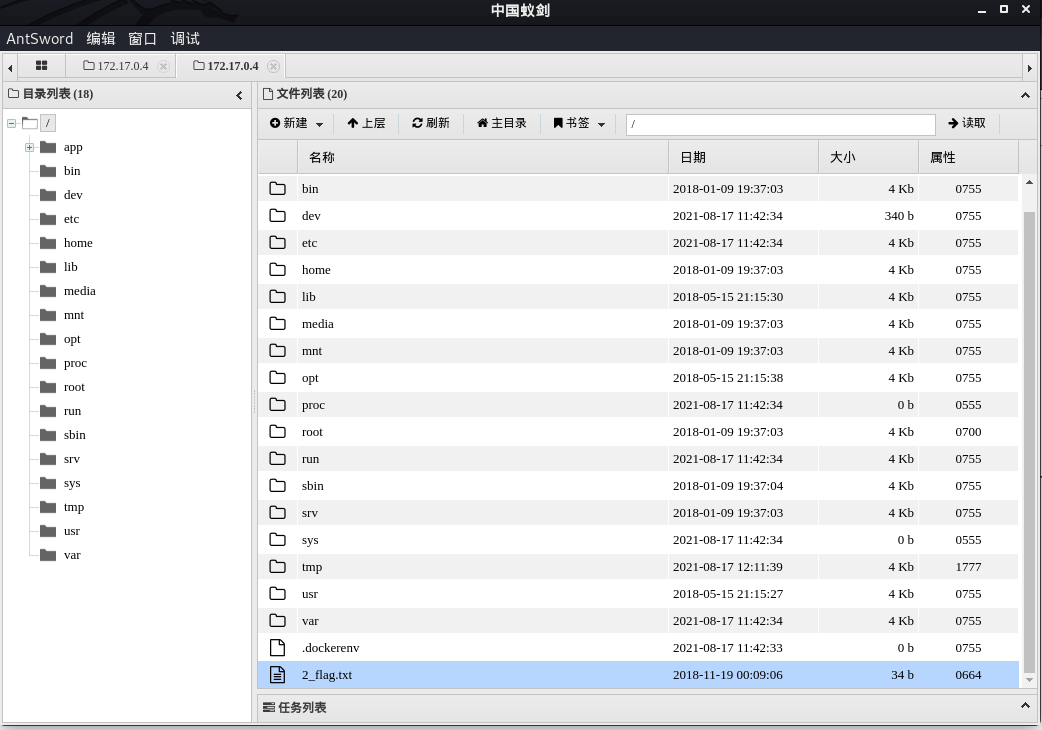 中国蚁剑
AntSword 编辑 窗口 调试
172.17.0.4 172.17.0.4
目录列表 (18)
/
app
bin
dev
etc
home
lib
media
mnt
opt
proc
root
run
sbin
srv
sys
tmp
usr
var
文件列表 (20)
新建 上层 刷新 主目录 书签 / 读取
名称 日期 大小 属性
bin 2018-01-09 19:37:03 4 Kb 0755
dev 2021-08-17 11:42:34 340 b 0755
etc 2021-08-17 11:42:34 4 Kb 0755
home 2018-01-09 19:37:03 4 Kb 0755
lib 2018-05-15 21:15:30 4 Kb 0755
media 2018-01-09 19:37:03 4 Kb 0755
mnt 2018-01-09 19:37:03 4 Kb 0755
opt 2018-05-15 21:15:38 4 Kb 0755
proc 2021-08-17 11:42:34 0 b 0555
root 2018-01-09 19:37:03 4 Kb 0700
run 2021-08-17 11:42:34 4 Kb 0755
sbin 2018-01-09 19:37:04 4 Kb 0755
srv 2018-01-09 19:37:03 4 Kb 0755
sys 2021-08-17 11:42:34 0 b 0555
tmp 2021-08-17 12:11:39 4 Kb 1777
usr 2018-05-15 21:15:27 4 Kb 0755
var 2021-08-17 11:42:34 4 Kb 0755
.dockerenv 2021-08-17 11:42:33 0 b 0755
2_flag.txt 2018-11-19 00:09:06 34 b 0664
任务列表